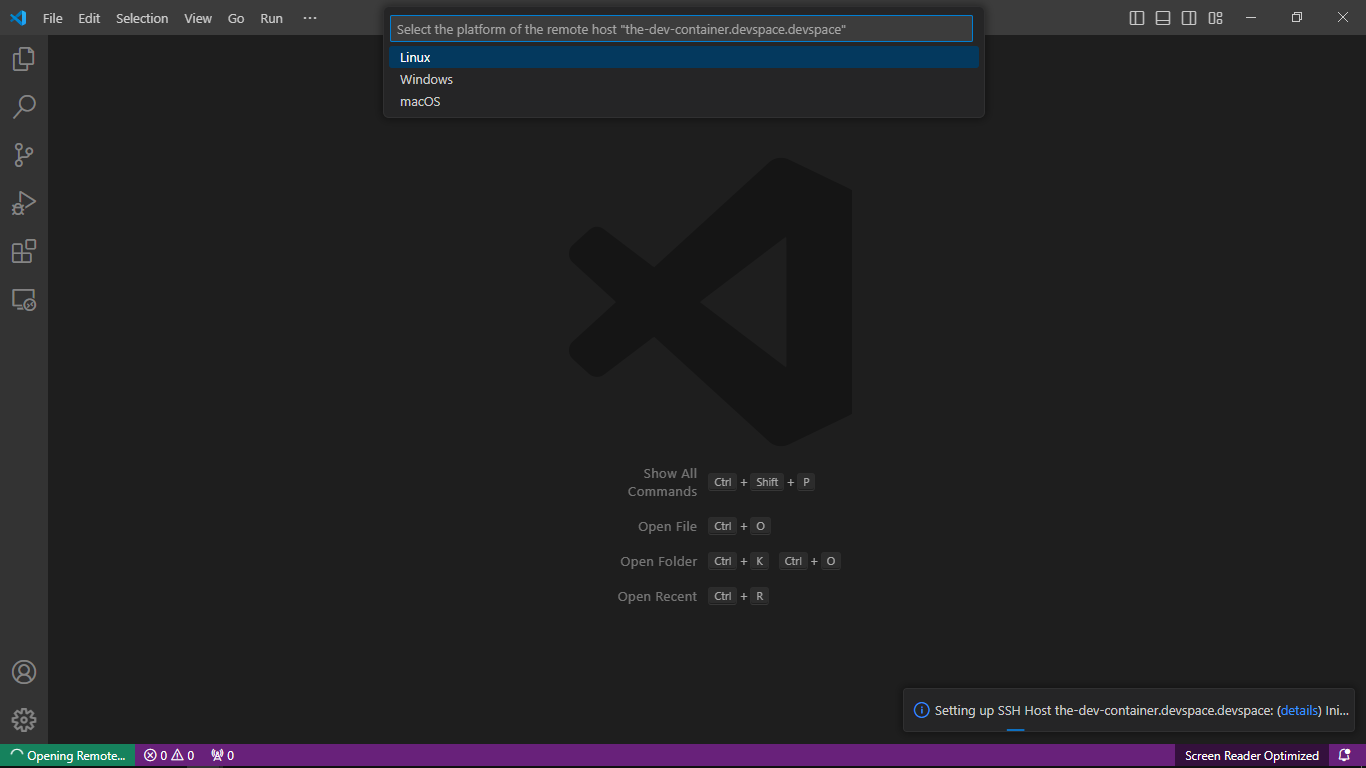 File Edit Selection View Go Run ···
Select the platform of the remote host "the-dev-container.devspace.devspace"
Linux
Windows
macOS
Show All
Commands
Ctrl + Shift + P
Open File Ctrl + O
Open Folder Ctrl + K Ctrl + O
Open Recent Ctrl + R
Setting up SSH Host the-dev-container.devspace.devspace: (details) Ini...
Opening Remote... 0 0 0 Screen Reader Optimized